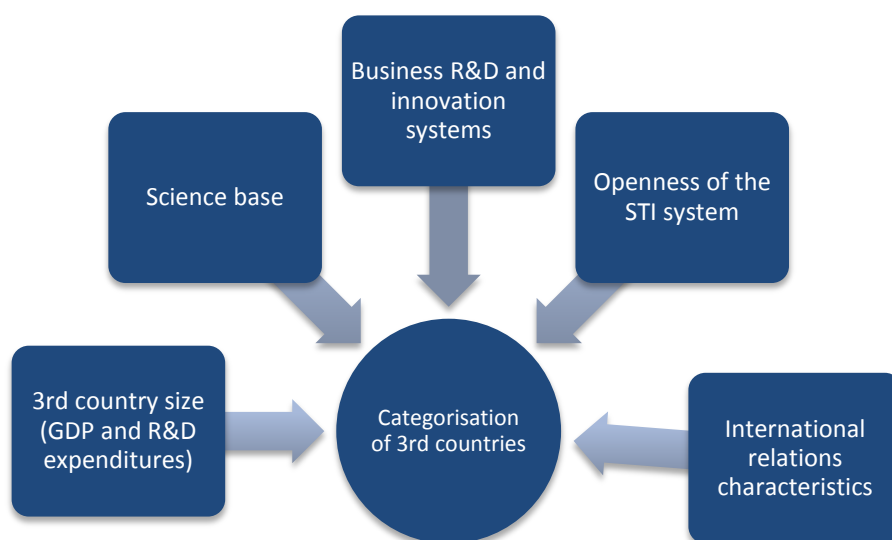 Business R&D and
innovation
systems
Science base
Openness of the
STI system
3rd country size
(GDP and R&D
expenditures)
Categorisation
of 3rd countries
International
relations
characteristics